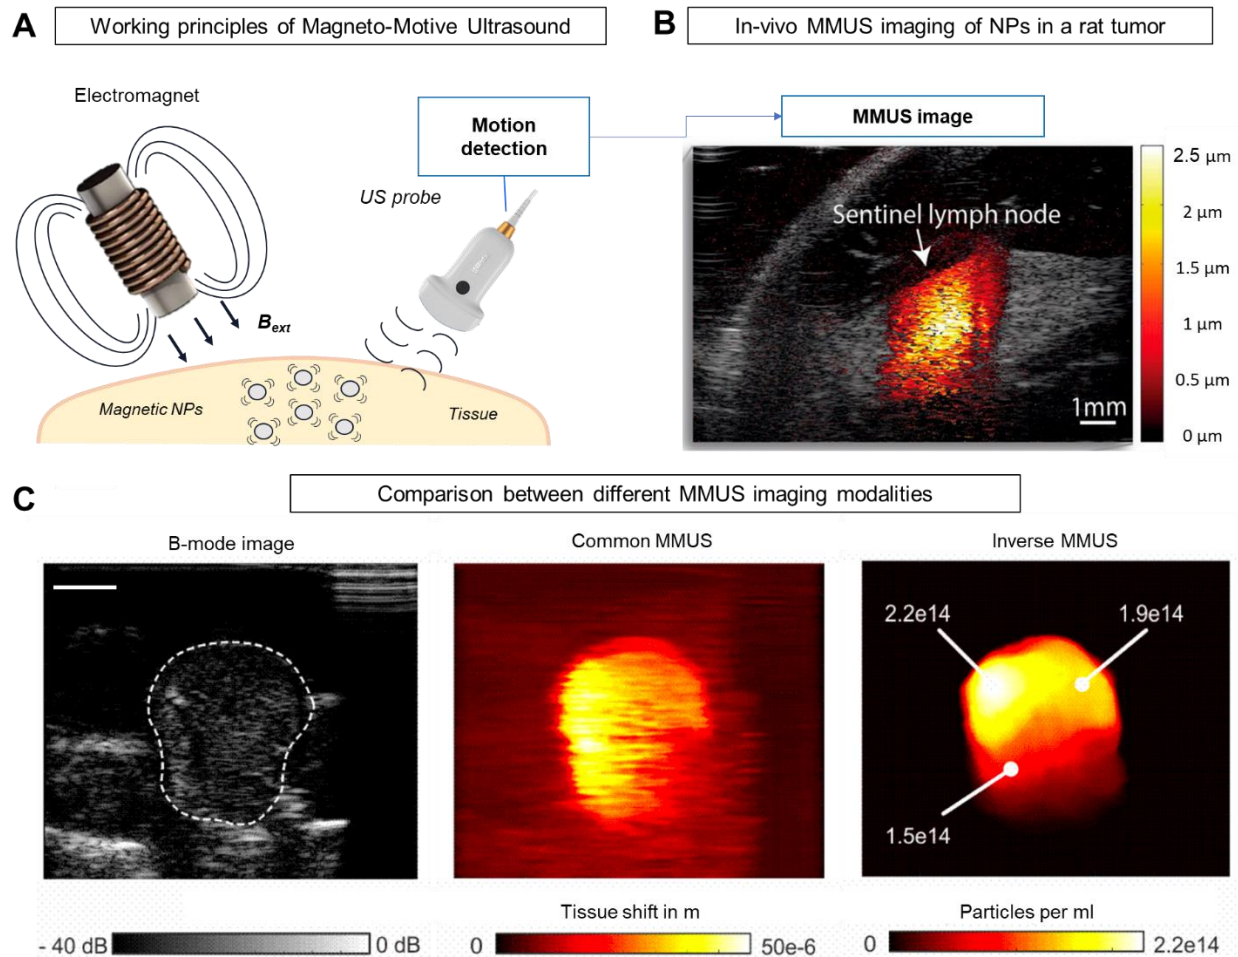 A
Working principles of Magneto-Motive Ultrasound
Electromagnet
Motion
detection
US probe
Bext
Magnetic NPs
Tissue
B
In-vivo MMUS imaging of NPs in a rat tumor
MMUS image
Sentinel lymph node
1mm
2.5 µm
2 µm
1.5 µm
1 µm
0.5 µm
0 µm
C
Comparison between different MMUS imaging modalities
B-mode image
Common MMUS
Inverse MMUS
2.2e14
1.9e14
1.5e14
- 40 dB
0 dB
Tissue shift in m
0
50e-6
Particles per ml
0
2.2e14